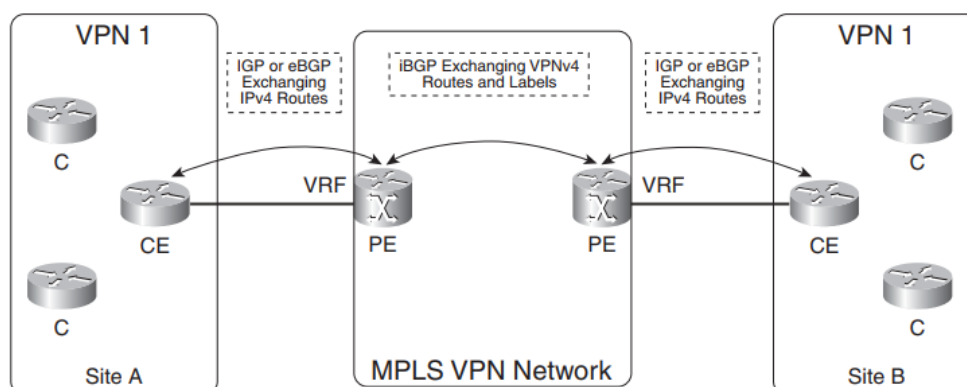 VPN 1
VPN 1
IGP or eBGP
Exchanging
IPv4 Routes
iBGP Exchanging VPNv4
Routes and Labels
IGP or eBGP
Exchanging
IPv4 Routes
C
C
VRF
VRF
CE
PE
PE
CE
C
C
Site A
MPLS VPN Network
Site B